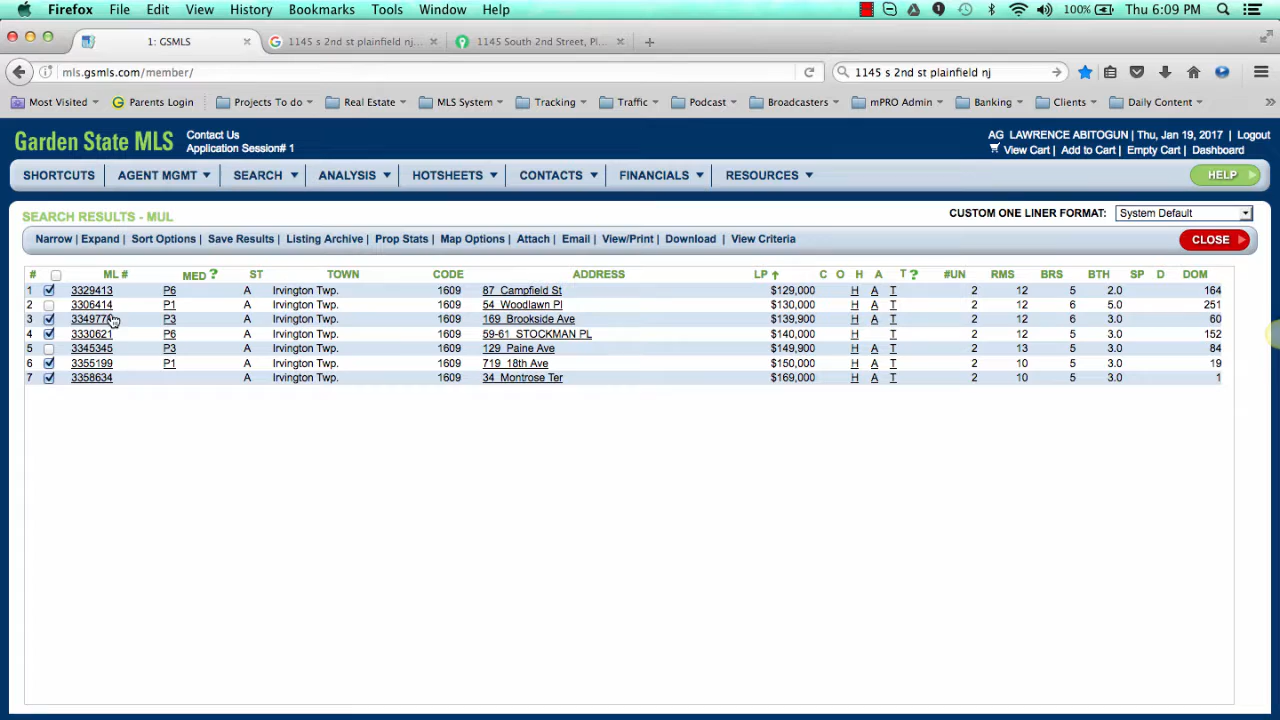 Firefox File Edit View History Bookmarks Tools Window Help 100% Thu 6:09 PM
1: GSMLS × 1145 s 2nd st plainfield nj... × 1145 South 2nd Street, Pl... × +
mls.gsmls.com/member/ 1145 s 2nd st plainfield nj
Most Visited Parents Login Projects To do Real Estate MLS System Tracking Traffic Podcast Broadcasters mPRO Admin Banking Clients Daily Content »
Garden State MLS Contact Us AG LAWRENCE ABITOGUN | Thu, Jan 19, 2017 | Logout
Application Session# 1 View Cart | Add to Cart | Empty Cart | Dashboard
SHORTCUTS AGENT MGMT SEARCH ANALYSIS HOTSHEETS CONTACTS FINANCIALS RESOURCES HELP
SEARCH RESULTS - MUL CUSTOM ONE LINER FORMAT: System Default
Narrow | Expand | Sort Options | Save Results | Listing Archive | Prop Stats | Map Options | Attach | Email | View/Print | Download | View Criteria CLOSE
# ML # MED ? ST TOWN CODE ADDRESS LP C O H A T ? #UN RMS BRS BTH SP D DOM
1 3329413 P6 A Irvington Twp. 1609 87 Campfield St $129,000 H A T 2 12 5 2.0 164
2 3306414 P1 A Irvington Twp. 1609 54 Woodlawn Pl $130,000 H A T 2 12 6 5.0 251
3 P3 A Irvington Twp. 1609 169 Brookside Ave $139,900 H A T 2 12 6 3.0 60
4 3330621 P6 A Irvington Twp. 1609 59-61 STOCKMAN PL $140,000 H T 2 12 5 3.0 152
5 3345345 P3 A Irvington Twp. 1609 129 Paine Ave $149,900 H A T 2 13 5 3.0 84
6 3355199 P1 A Irvington Twp. 1609 719 18th Ave $150,000 H A T 2 10 5 3.0 19
7 3358634 A Irvington Twp. 1609 34 Montrose Ter $169,000 H A T 2 10 5 3.0 1